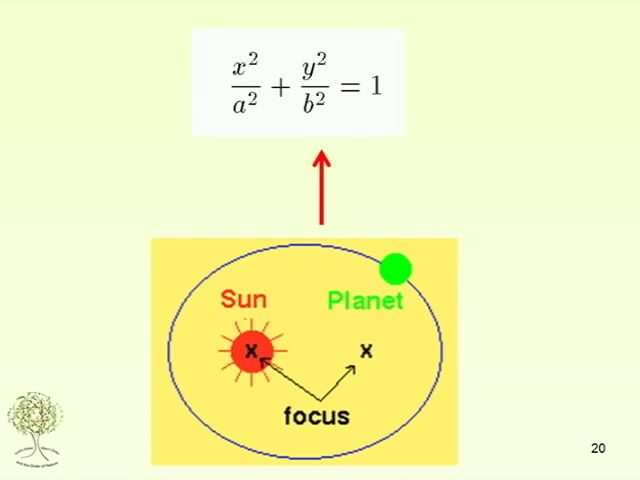 x²/a² + y²/b² = 1
Sun Planet
x x
focus
20